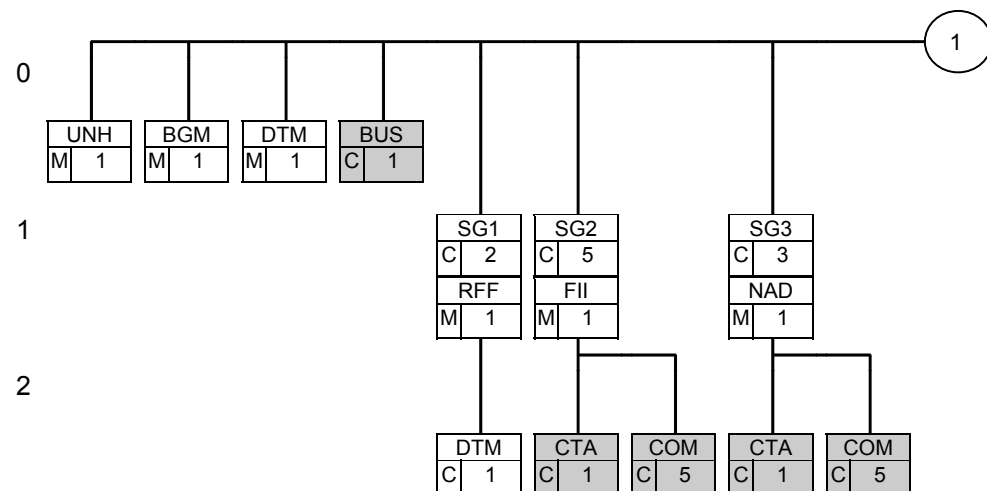 1
0
UNH BGM DTM BUS
M 1 M 1 M 1 C 1
1
SG1 SG2 SG3
C 2 C 5 C 3
RFF FII NAD
M 1 M 1 M 1
2
DTM CTA COM CTA COM
C 1 C 1 C 5 C 1 C 5